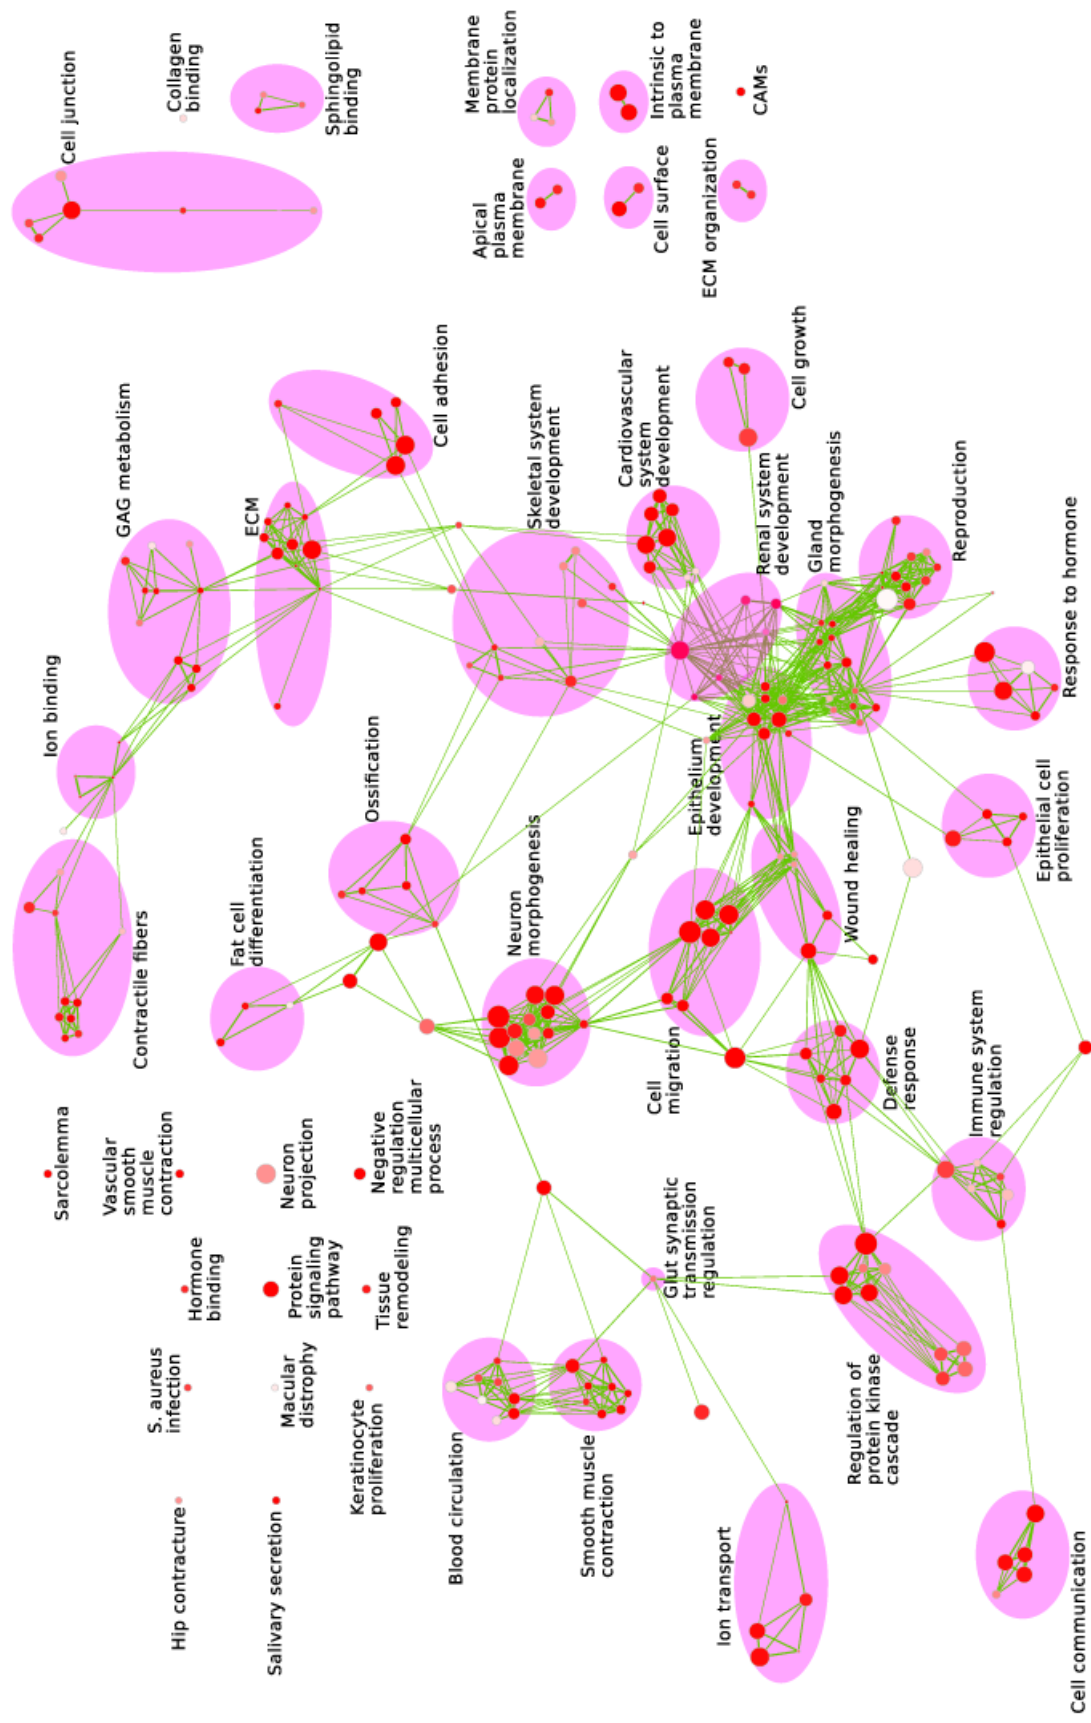 Hip contracture
S. aureus
infection
Hormone
binding
Vascular
smooth
muscle
contraction
Sarcolemma
Contractile fibers
Ion binding
GAG metabolism
Cell junction
Collagen
binding
Salivary secretion
Macular
distrophy
Protein
signaling
pathway
Neuron
projection
Fat cell
differentiation
ECM
Sphingolipid
binding
Keratinocyte
proliferation
Tissue
remodeling
Negative
regulation
multicellular
process
Ossification
Cell adhesion
Blood circulation
Neuron
morphogenesis
Skeletal system
development
Apical
plasma
membrane
Membrane
protein
localization
Smooth muscle
contraction
Glut synaptic
transmission
regulation
Cell
migration
Epithelium
development
Cardiovascular
system
development
Cell surface
Intrinsic to
plasma
membrane
Ion transport
Renal system
development
ECM organization
CAMs
Regulation of
protein kinase
cascade
Defense
response
Wound healing
Gland
morphogenesis
Cell growth
Immune system
regulation
Reproduction
Cell communication
Epithelial cell
proliferation
Response to hormone